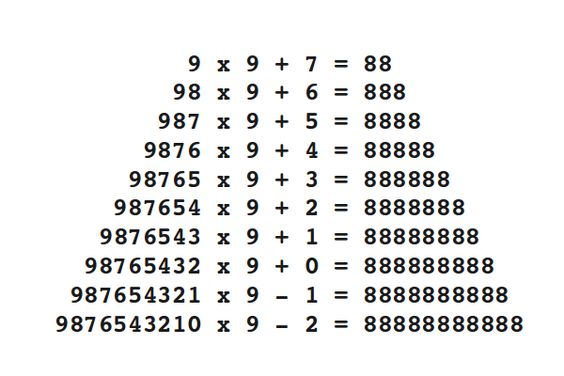 9 x 9 + 7 = 88
98 x 9 + 6 = 888
987 x 9 + 5 = 8888
9876 x 9 + 4 = 88888
98765 x 9 + 3 = 888888
987654 x 9 + 2 = 8888888
9876543 x 9 + 1 = 88888888
98765432 x 9 + 0 = 888888888
987654321 x 9 – 1 = 8888888888
9876543210 x 9 – 2 = 88888888888